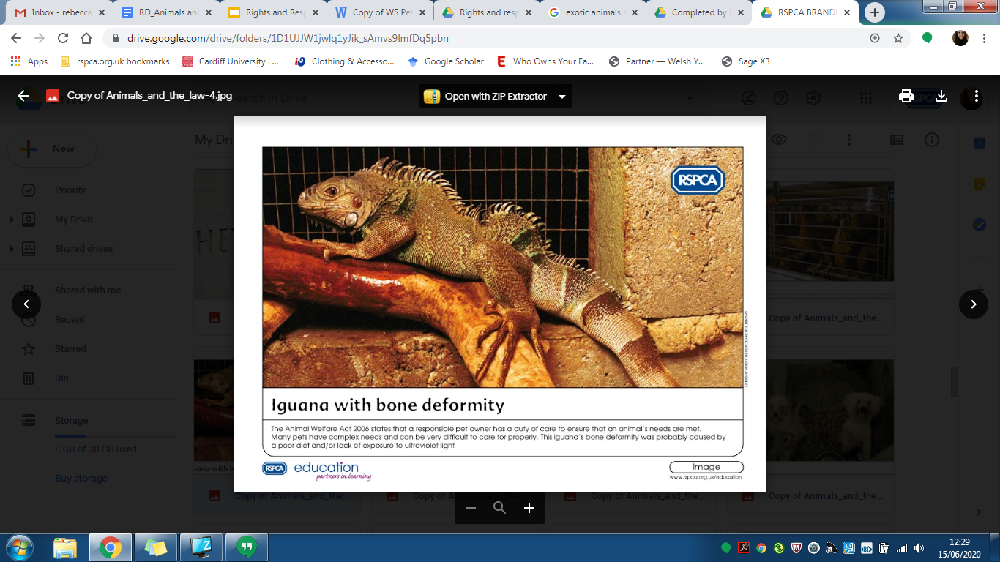 Inbox - rebecca
RD_Animals an
Rights and Resp
Copy of WS Pet
Rights and resp
exotic animals a
Completed by
RSPCA BRAND
drive.google.com/drive/folders/1D1UJJW1jwlq1yJik_sAmvs9ImfDq5pbn
Apps
rspca.org.uk bookmarks
Cardiff University L...
Clothing & Accesso...
Google Scholar
Who Owns Your Fa...
Partner — Welsh Y...
Sage X3
Copy of Animals_and_the_law-4.jpg
Open with ZIP Extractor
Search in Drive
New
My Dri
Priority
My Drive
Shared drives
Shared with me
Recent
Starred
Bin
Storage
8 GB of 30 GB used
Buy storage
HE
RSPCA
ANDREW FORSYTH/RSPCA PHOTOLIBRARY
Iguana with bone deformity
The Animal Welfare Act 2006 states that a responsible pet owner has a duty of care to ensure that an animal's needs are met.
Many pets have complex needs and can be very difficult to care for properly. This iguana's bone deformity was probably caused by
a poor diet and/or lack of exposure to ultraviolet light
RSPCA education
partners in learning
Image
www.rspca.org.uk/education
Copy of Animals_and_the...
Copy of Animals_and_the...
Copy of Animals_and_the...
Copy of Animals_and_the...
Copy of Animals_and_the...
12:29
15/06/2020